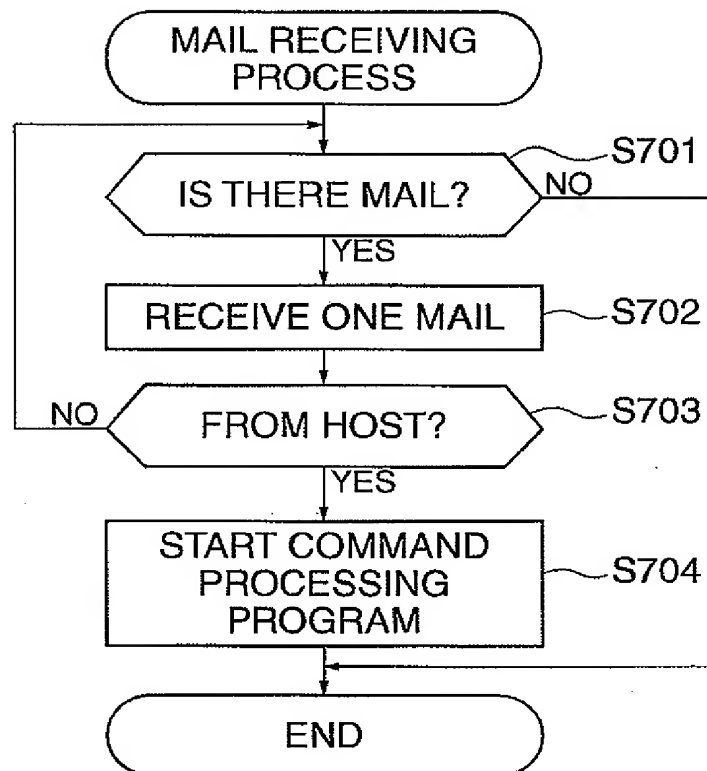 MAIL RECEIVING
PROCESS
S701
IS THERE MAIL?
NO
YES
RECEIVE ONE MAIL
S702
NO
FROM HOST?
S703
YES
START COMMAND
PROCESSING
PROGRAM
S704
END